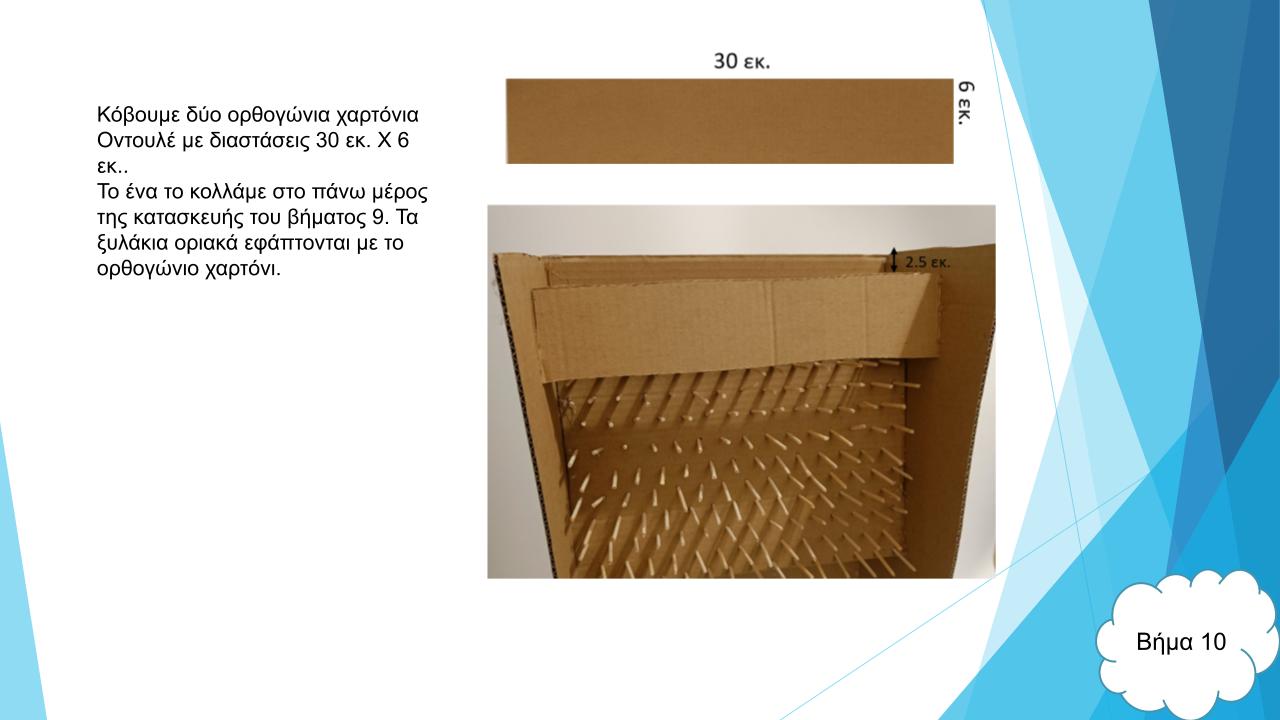 30 εκ.
6 εκ.
Κόβουμε δύο ορθογώνια χαρτόνια
Οντουλέ με διαστάσεις 30 εκ. Χ 6
εκ..
Το ένα το κολλάμε στο πάνω μέρος
της κατασκευής του βήματος 9. Τα
ξυλάκια οριακά εφάπτονται με το
ορθογώνιο χαρτόνι.
2.5 εκ.
Βήμα 10